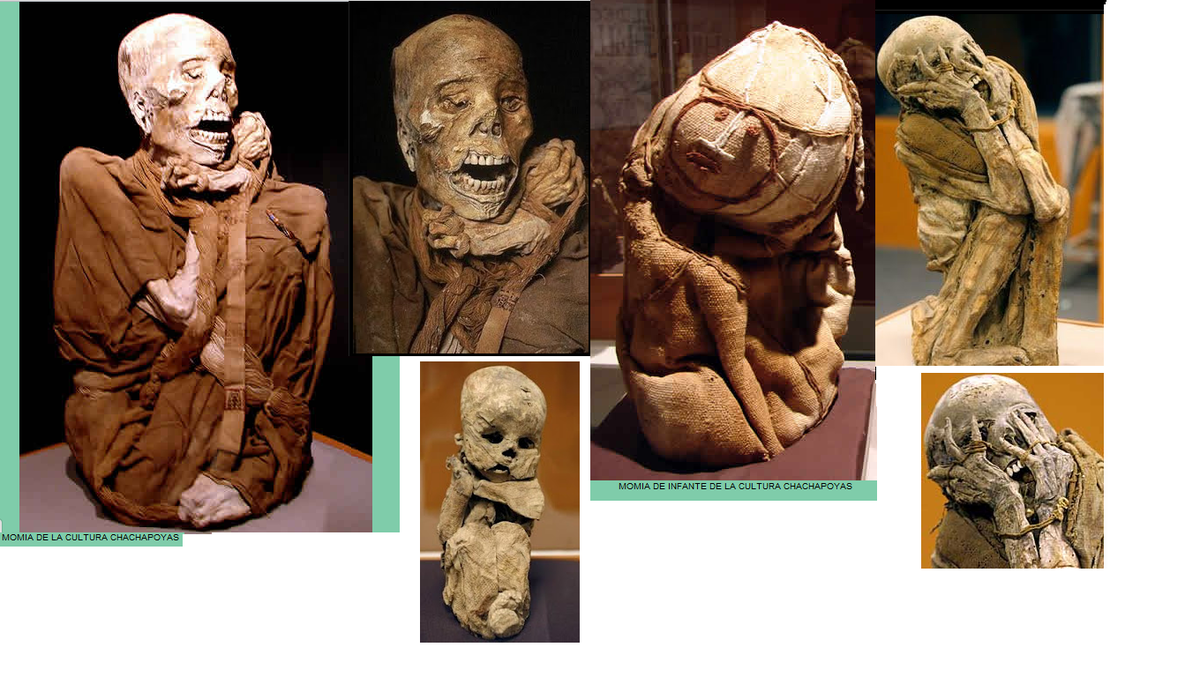 MOMIA DE INFANTE DE LA CULTURA CHACHAPOYAS
MOMIA DE LA CULTURA CHACHAPOYAS